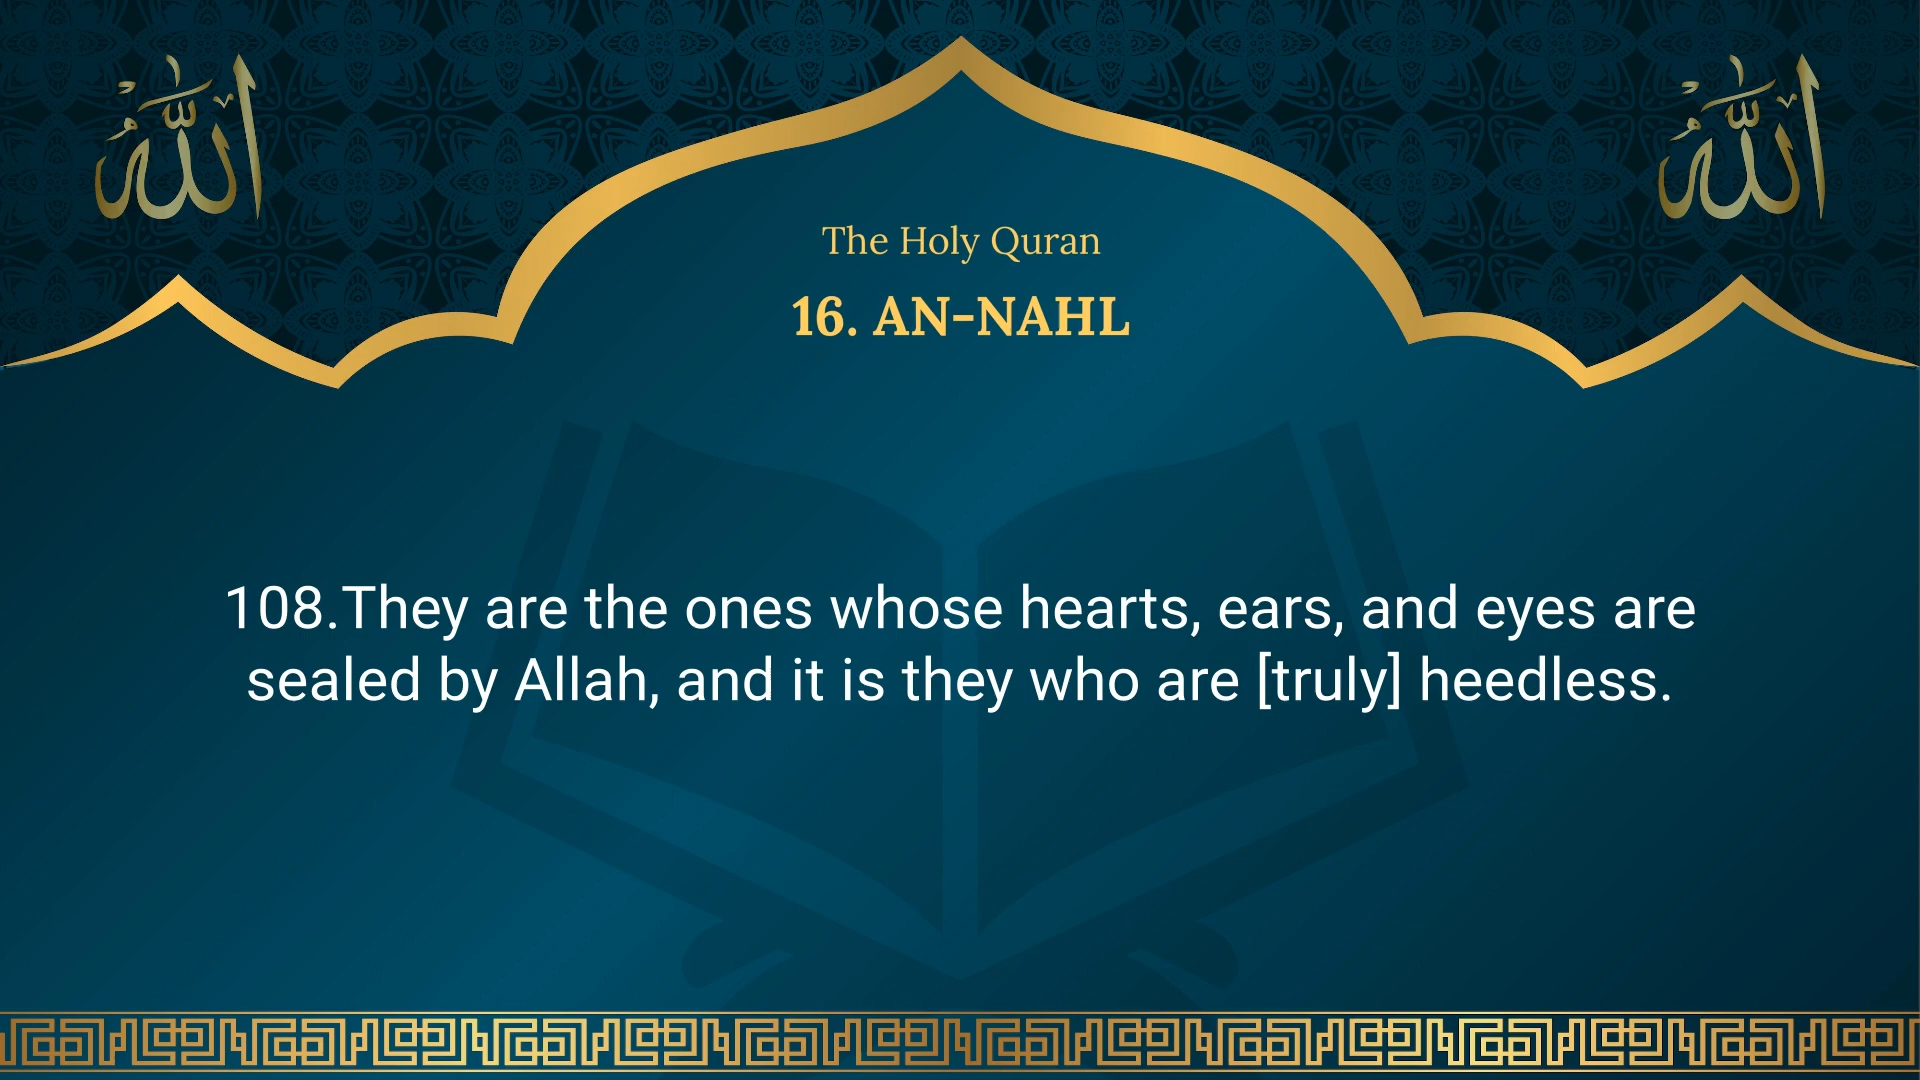 الله
الله
The Holy Quran
16. AN-NAHL
108.They are the ones whose hearts, ears, and eyes are
sealed by Allah, and it is they who are [truly] heedless.